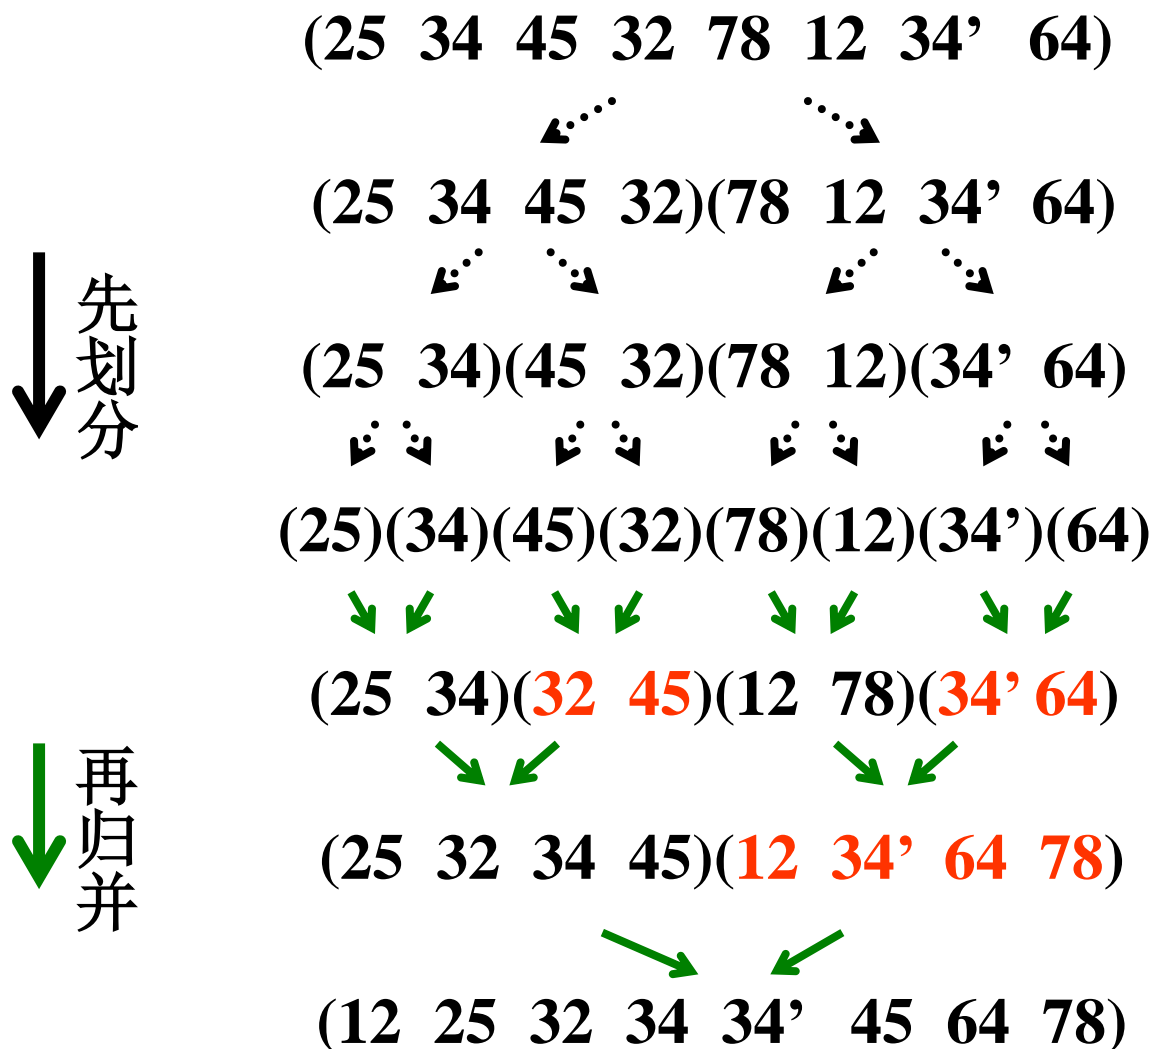 (25 34 45 32 78 12 34’ 64)
(25 34 45 32)(78 12 34’ 64)
先划分
(25 34)(45 32)(78 12)(34’ 64)
(25)(34)(45)(32)(78)(12)(34’)(64)
(25 34)(32 45)(12 78)(34’ 64)
再归并
(25 32 34 45)(12 34’ 64 78)
(12 25 32 34 34’ 45 64 78)